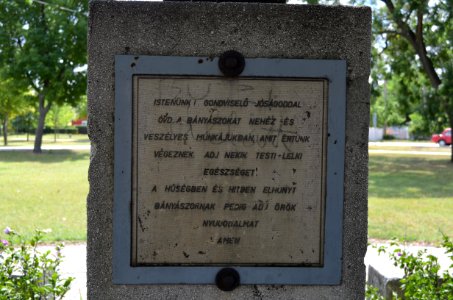 ISTENÜNK! GONDVISELŐ JÓSÁGODDAL
ÓVD A BÁNYÁSZOKAT NEHÉZ ÉS
VESZÉLYES MUNKÁJUKBAN, AMIT ÉRTÜNK
VÉGEZNEK. ADJ NEKIK TESTI-LELKI
EGÉSZSÉGET!
A HŰSÉGBEN ÉS HITBEN ELHUNYT
BÁNYÁSZOKNAK PEDIG ADJ ÖRÖK
NYUGODALMAT
ÁMEN!